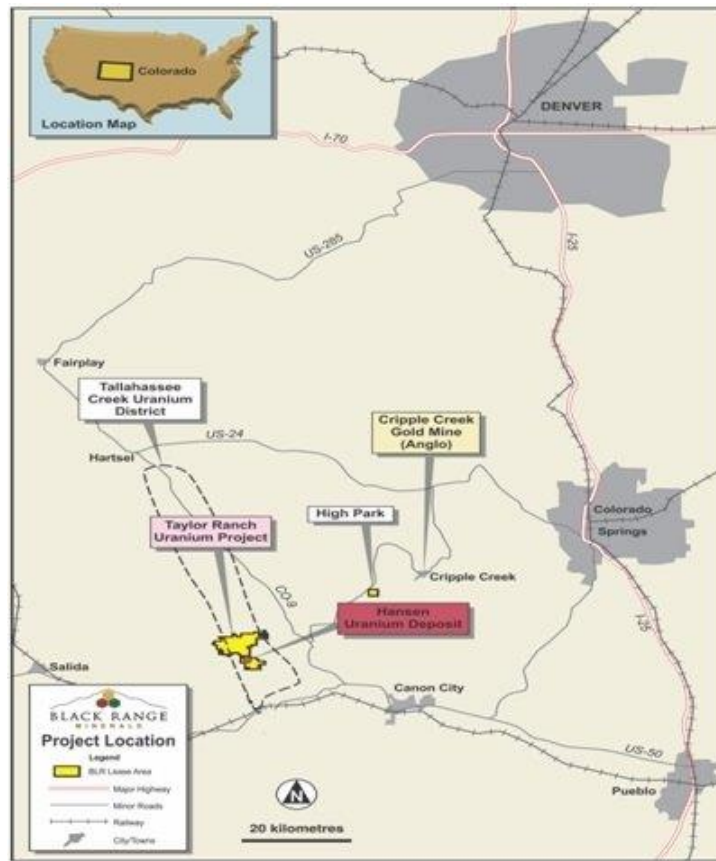 Colorado
Location Map
DENVER
I-70
I-25
US-285
Fairplay
Tallahassee
Creek Uranium
District
Hartsel
US-24
Cripple Creek
Gold Mine
(Anglo)
Taylor Ranch
Uranium Project
High Park
Colorado
Springs
CO-9
Cripple Creek
Hansen
Uranium Deposit
I-25
Salida
Canon City
US-50
Pueblo
BLACK RANGE
MINERALS
Project Location
Legend
BLR Lease Area
Major Highway
Minor Roads
Railway
City/Towns
N
20 kilometres